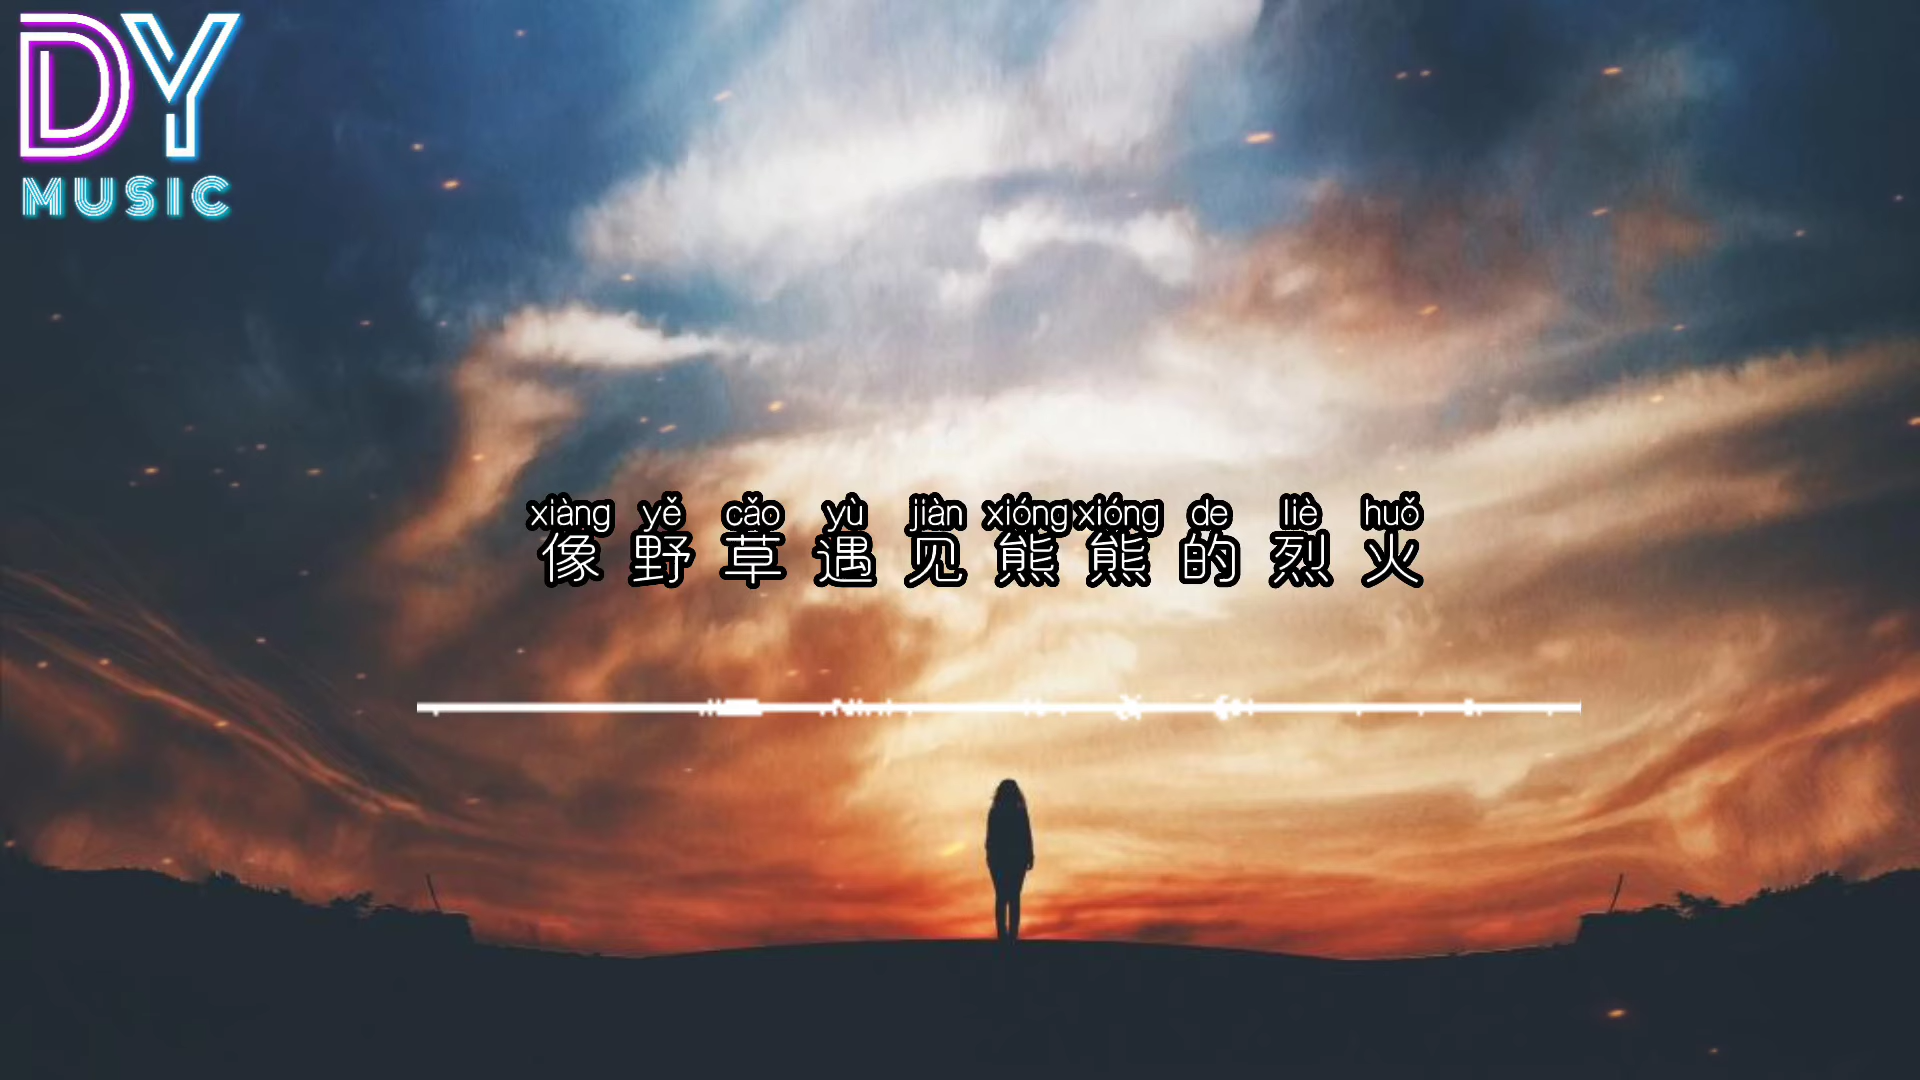 DY
MUSIC
xiàng yě cǎo yù jiàn xióng xióng de liè huǒ
像野草遇见熊熊的烈火